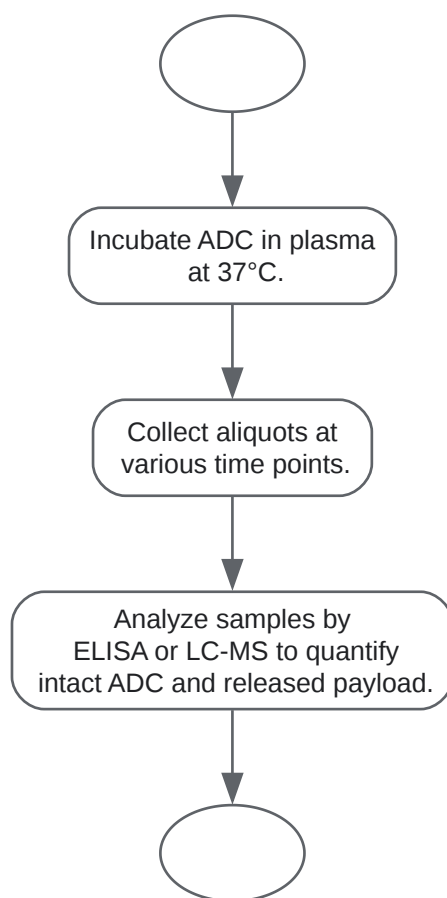 Incubate ADC in plasma
at 37°C.
Collect aliquots at
various time points.
Analyze samples by
ELISA or LC-MS to quantify
intact ADC and released payload.